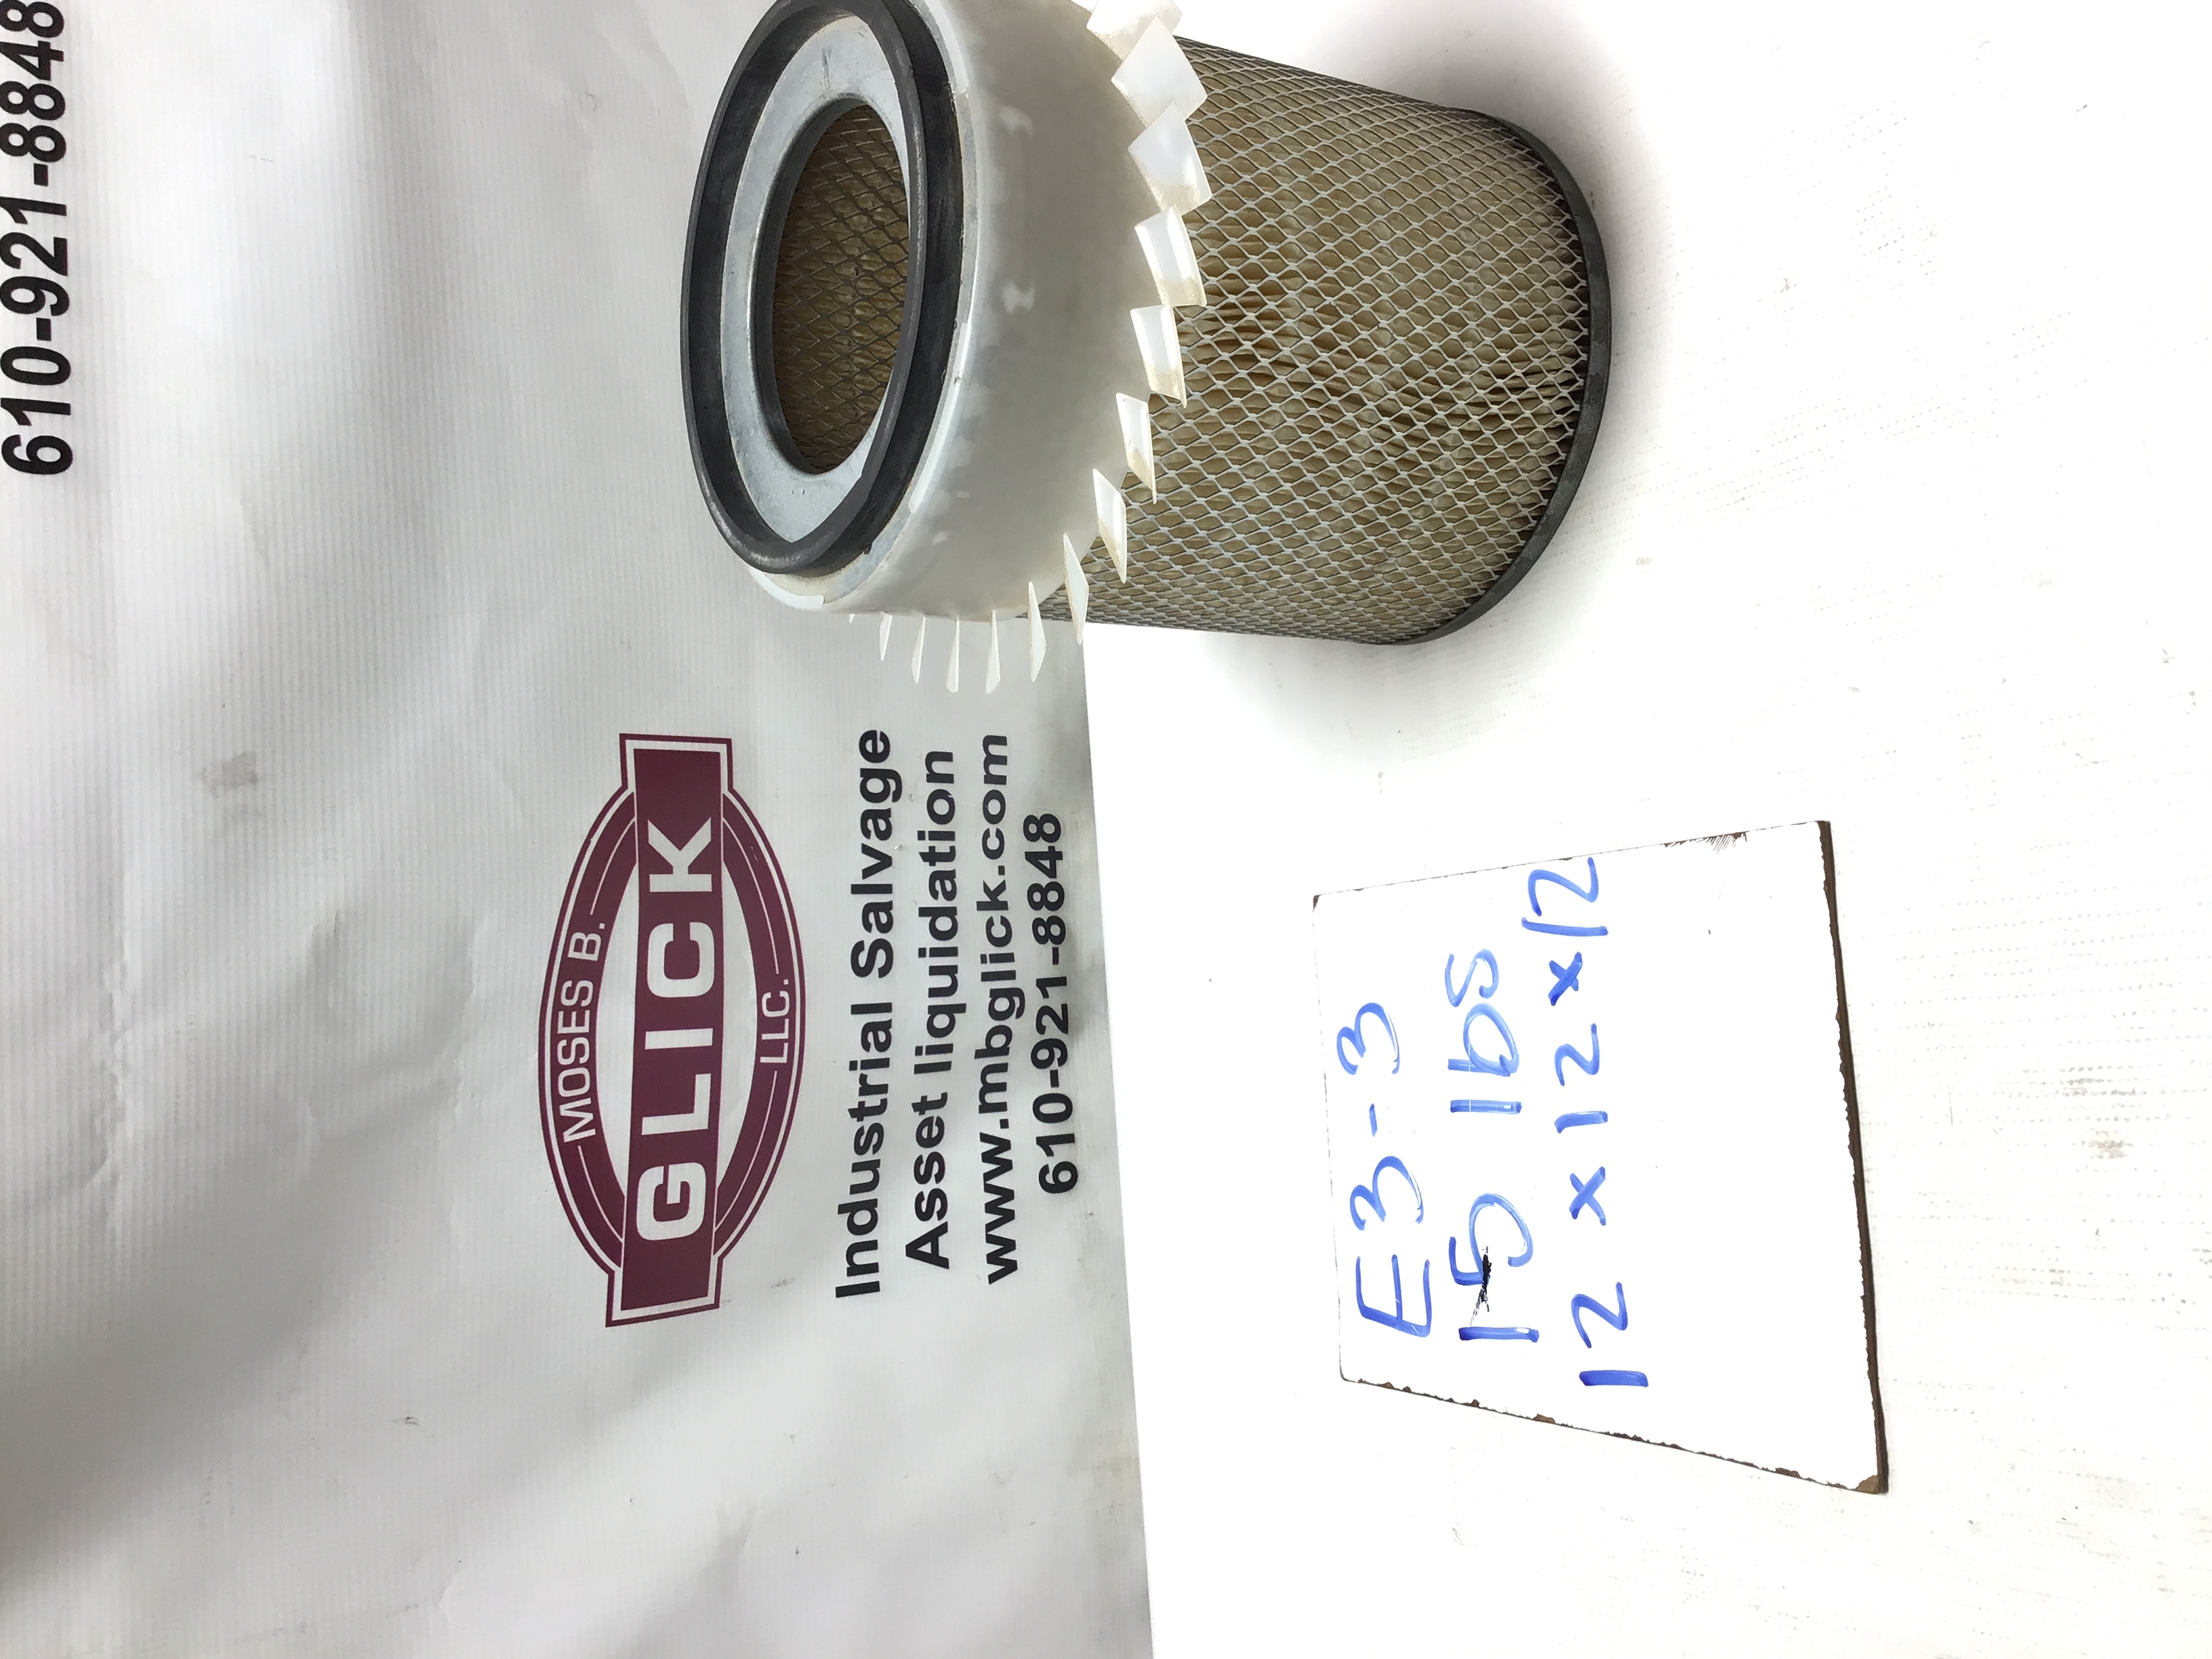 610-921-8848
MOSES B.
GLICK
LLC.
Industrial Salvage
Asset liquidation
www.mbglick.com
610-921-8848
E3-3
15 lbs
12 x 12 x 12